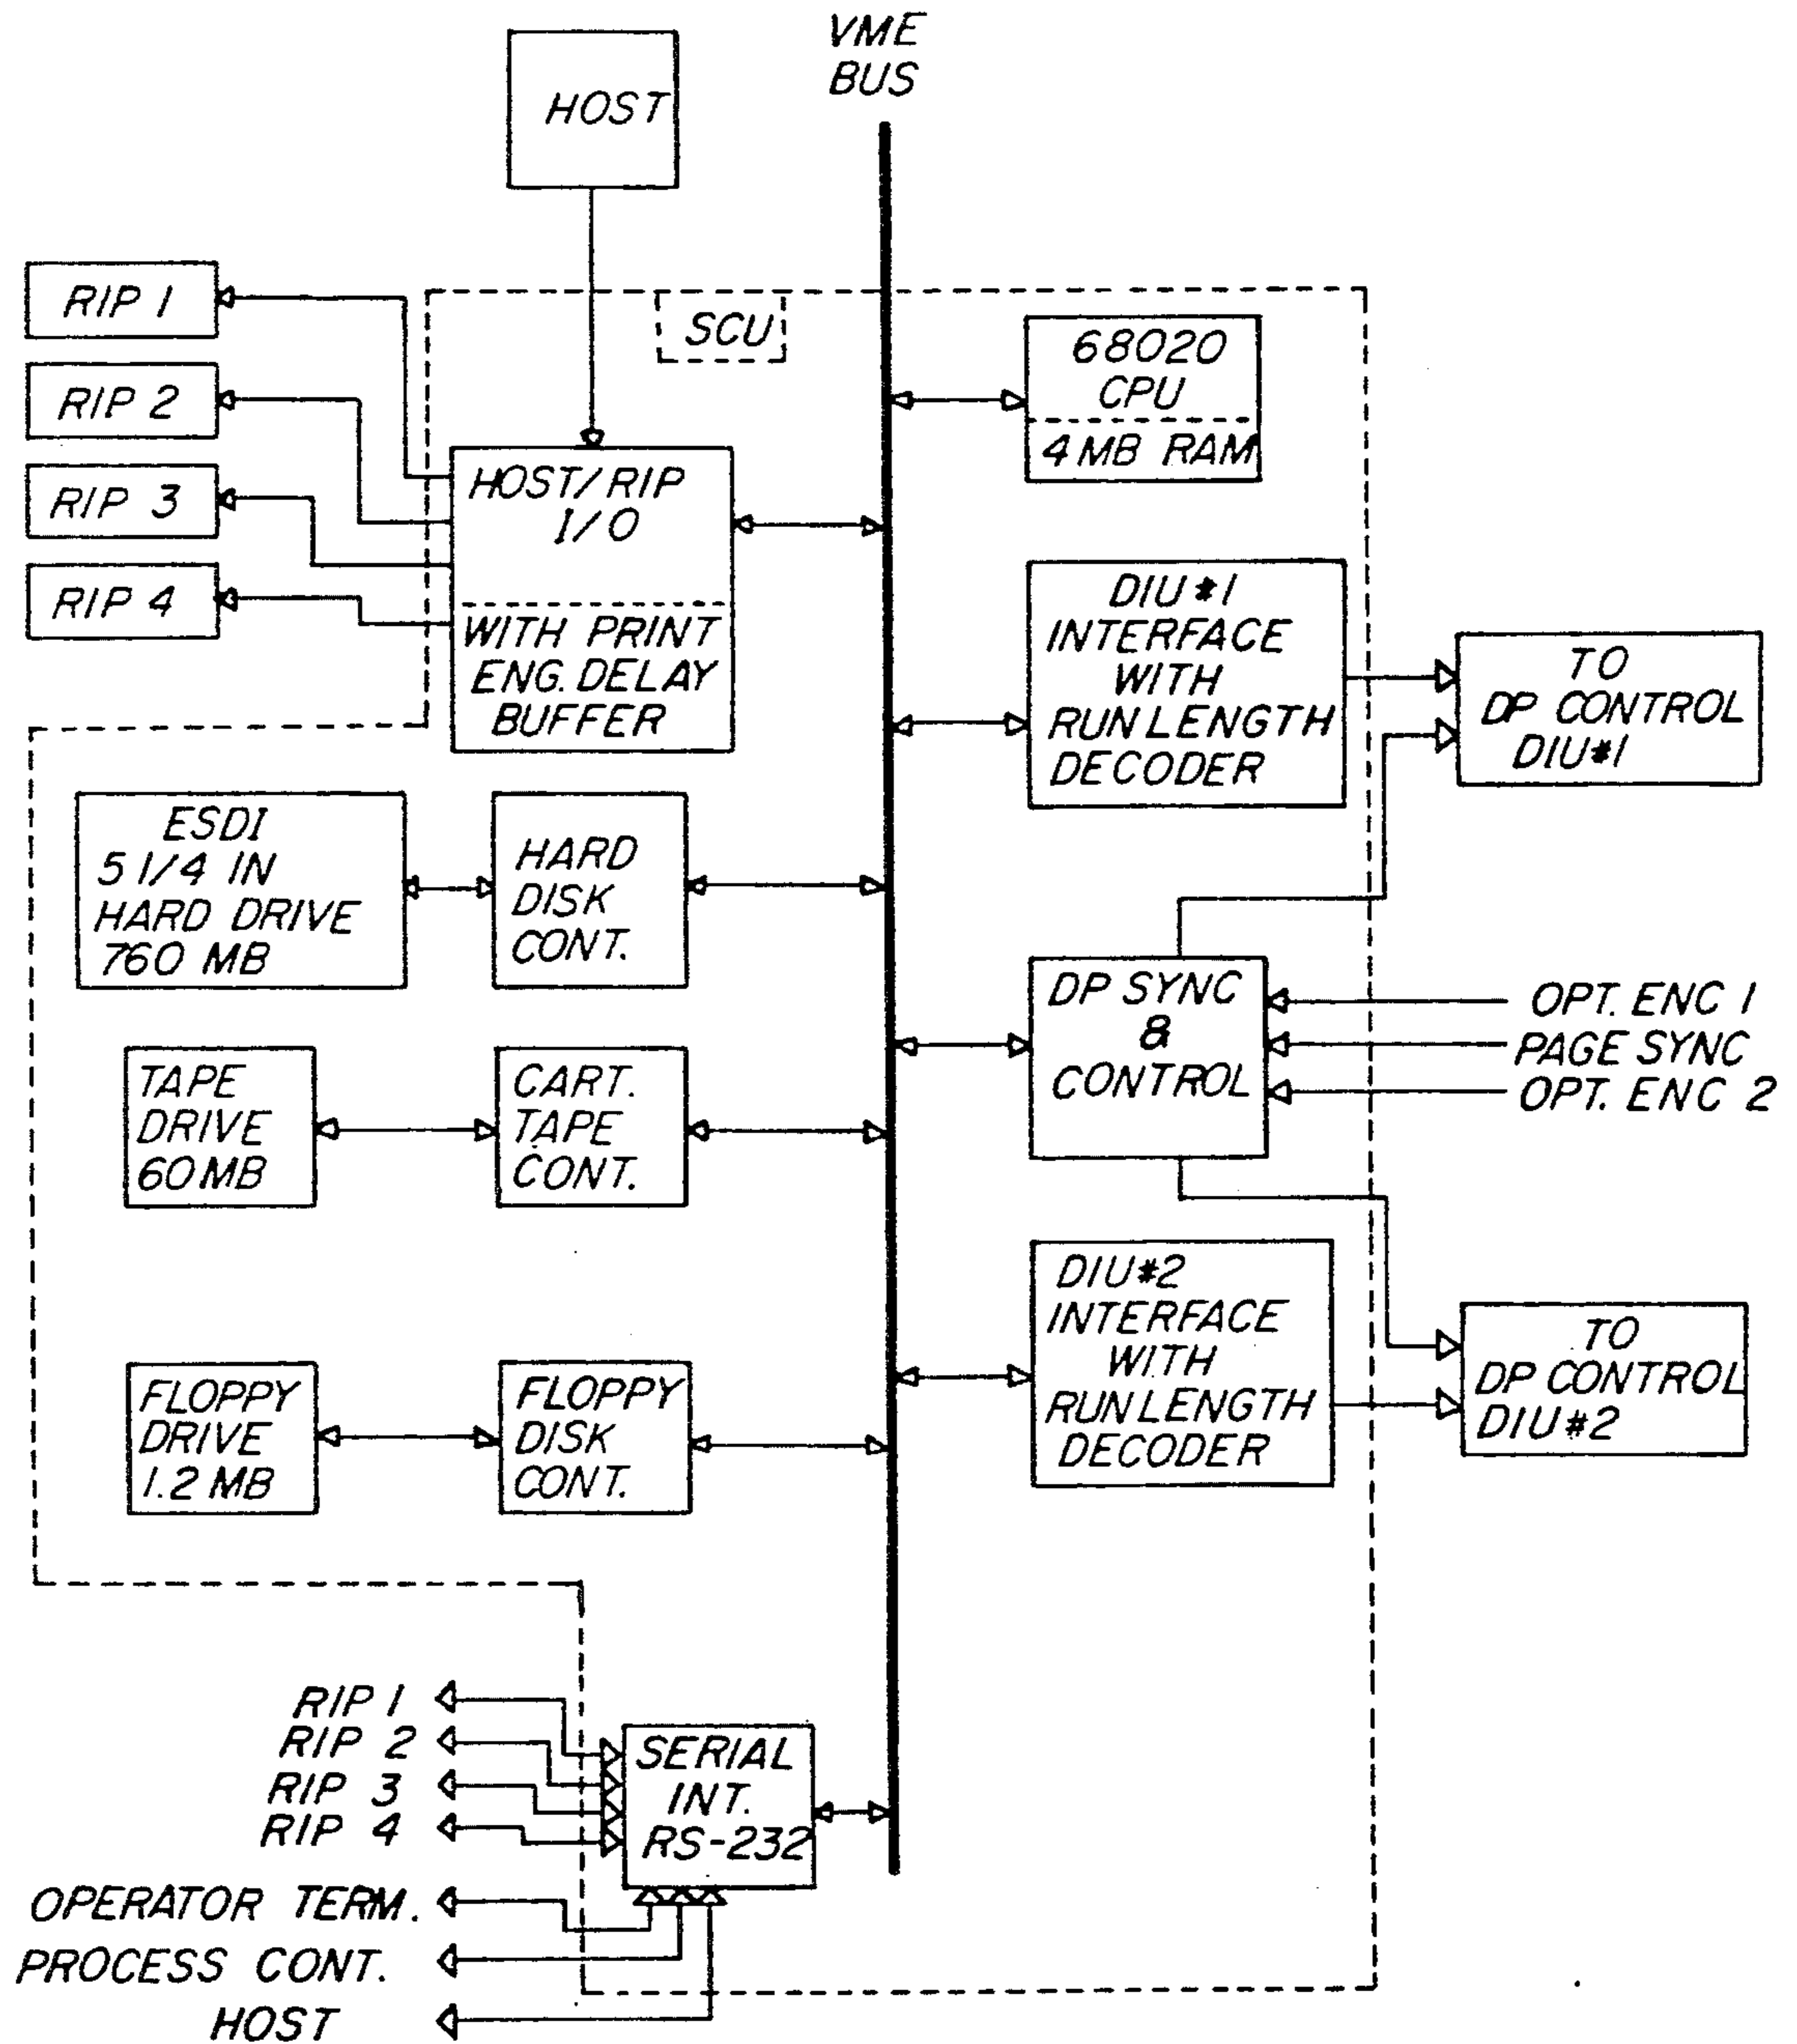 VME
BUS
HOST
RIP 1
RIP 2
RIP 3
RIP 4
SCU
HOST/RIP
I/O
WITH PRINT
ENG. DELAY
BUFFER
68020
CPU
4 MB RAM
DIU #1
INTERFACE
WITH
RUN LENGTH
DECODER
TO
DP CONTROL
DIU #1
ESDI
5 1/4 IN
HARD DRIVE
760 MB
HARD
DISK
CONT.
DP SYNC
&
CONTROL
OPT. ENC 1
PAGE SYNC
OPT. ENC 2
TAPE
DRIVE
60 MB
CART.
TAPE
CONT.
DIU #2
INTERFACE
WITH
RUN LENGTH
DECODER
TO
DP CONTROL
DIU #2
FLOPPY
DRIVE
1.2 MB
FLOPPY
DISK
CONT.
RIP 1
RIP 2
RIP 3
RIP 4
SERIAL
INT.
RS-232
OPERATOR TERM.
PROCESS CONT.
HOST